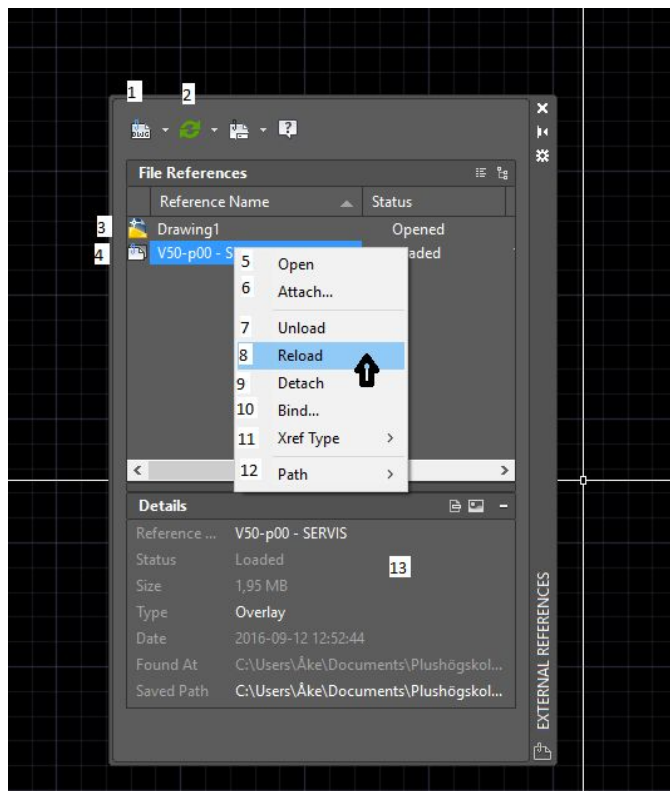 1
2
DWG
?
File References
Reference Name Status
3 Drawing1 Opened
4 V50-p00 - S aded
5 Open
6 Attach...
7 Unload
8 Reload
9 Detach
10 Bind...
11 Xref Type
12 Path
Details
Reference ... V50-p00 - SERVIS
Status Loaded
13
Size 1,95 MB
Type Overlay
Date 2016-09-12 12:52:44
Found At C:\Users\Åke\Documents\Plushögskol...
Saved Path C:\Users\Åke\Documents\Plushögskol...
EXTERNAL REFERENCES